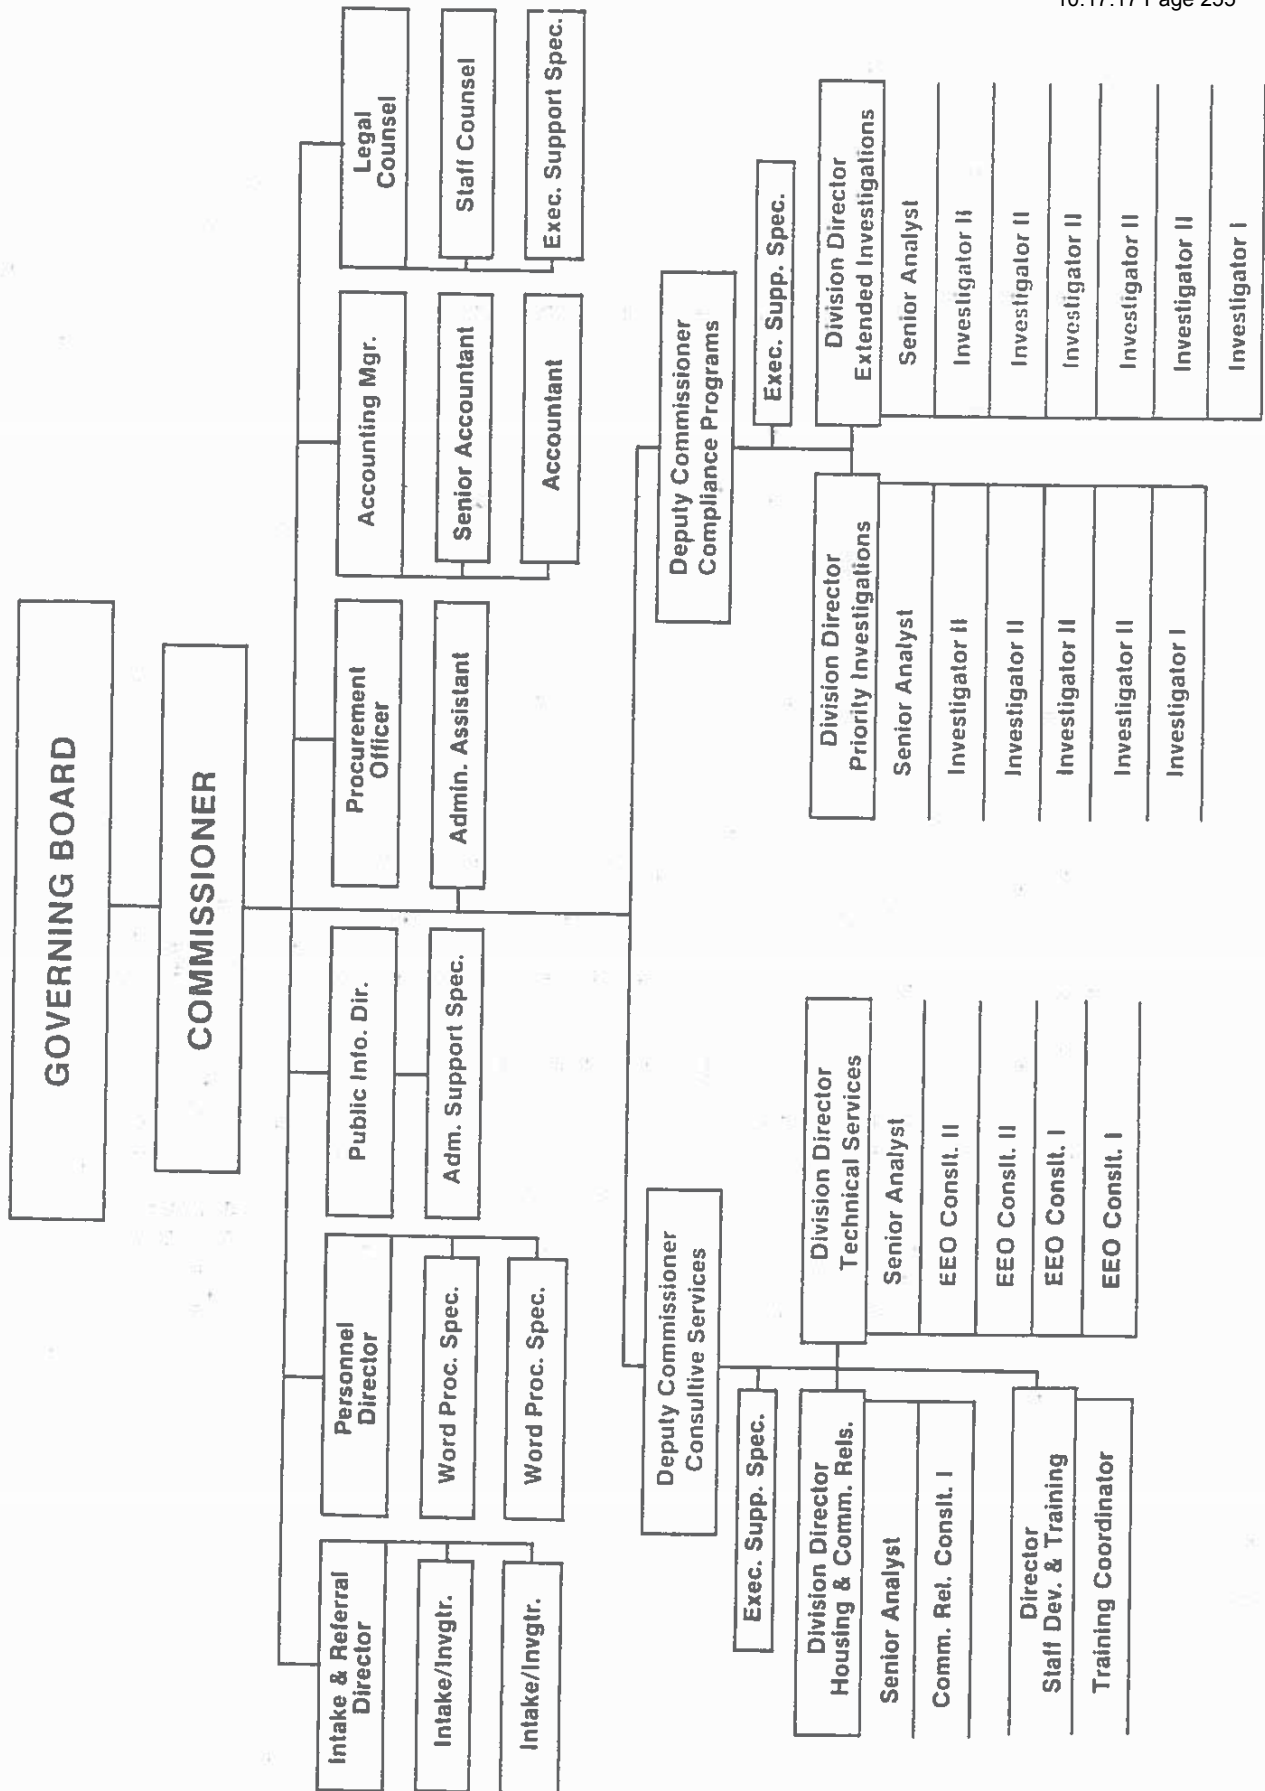 10.17.17 Page 255
GOVERNING BOARD
COMMISSIONER
Intake & Referral
Director
Intake/Invgtr.
Intake/Invgtr.
Personnel
Director
Word Proc. Spec.
Word Proc. Spec.
Public Info. Dir.
Adm. Support Spec.
Procurement
Officer
Admin. Assistant
Accounting Mgr.
Senior Accountant
Accountant
Legal
Counsel
Staff Counsel
Exec. Support Spec.
Deputy Commissioner
Consultive Services
Exec. Supp. Spec.
Division Director
Housing & Comm. Rels.
Senior Analyst
Comm. Rel. Conslt. I
Director
Staff Dev. & Training
Training Coordinator
Division Director
Technical Services
Senior Analyst
EEO Conslt. II
EEO Conslt. II
EEO Conslt. I
EEO Conslt. I
Deputy Commissioner
Compliance Programs
Exec. Supp. Spec.
Division Director
Priority Investigations
Senior Analyst
Investigator II
Investigator II
Investigator II
Investigator II
Investigator I
Division Director
Extended Investigations
Senior Analyst
Investigator II
Investigator II
Investigator II
Investigator II
Investigator II
Investigator I